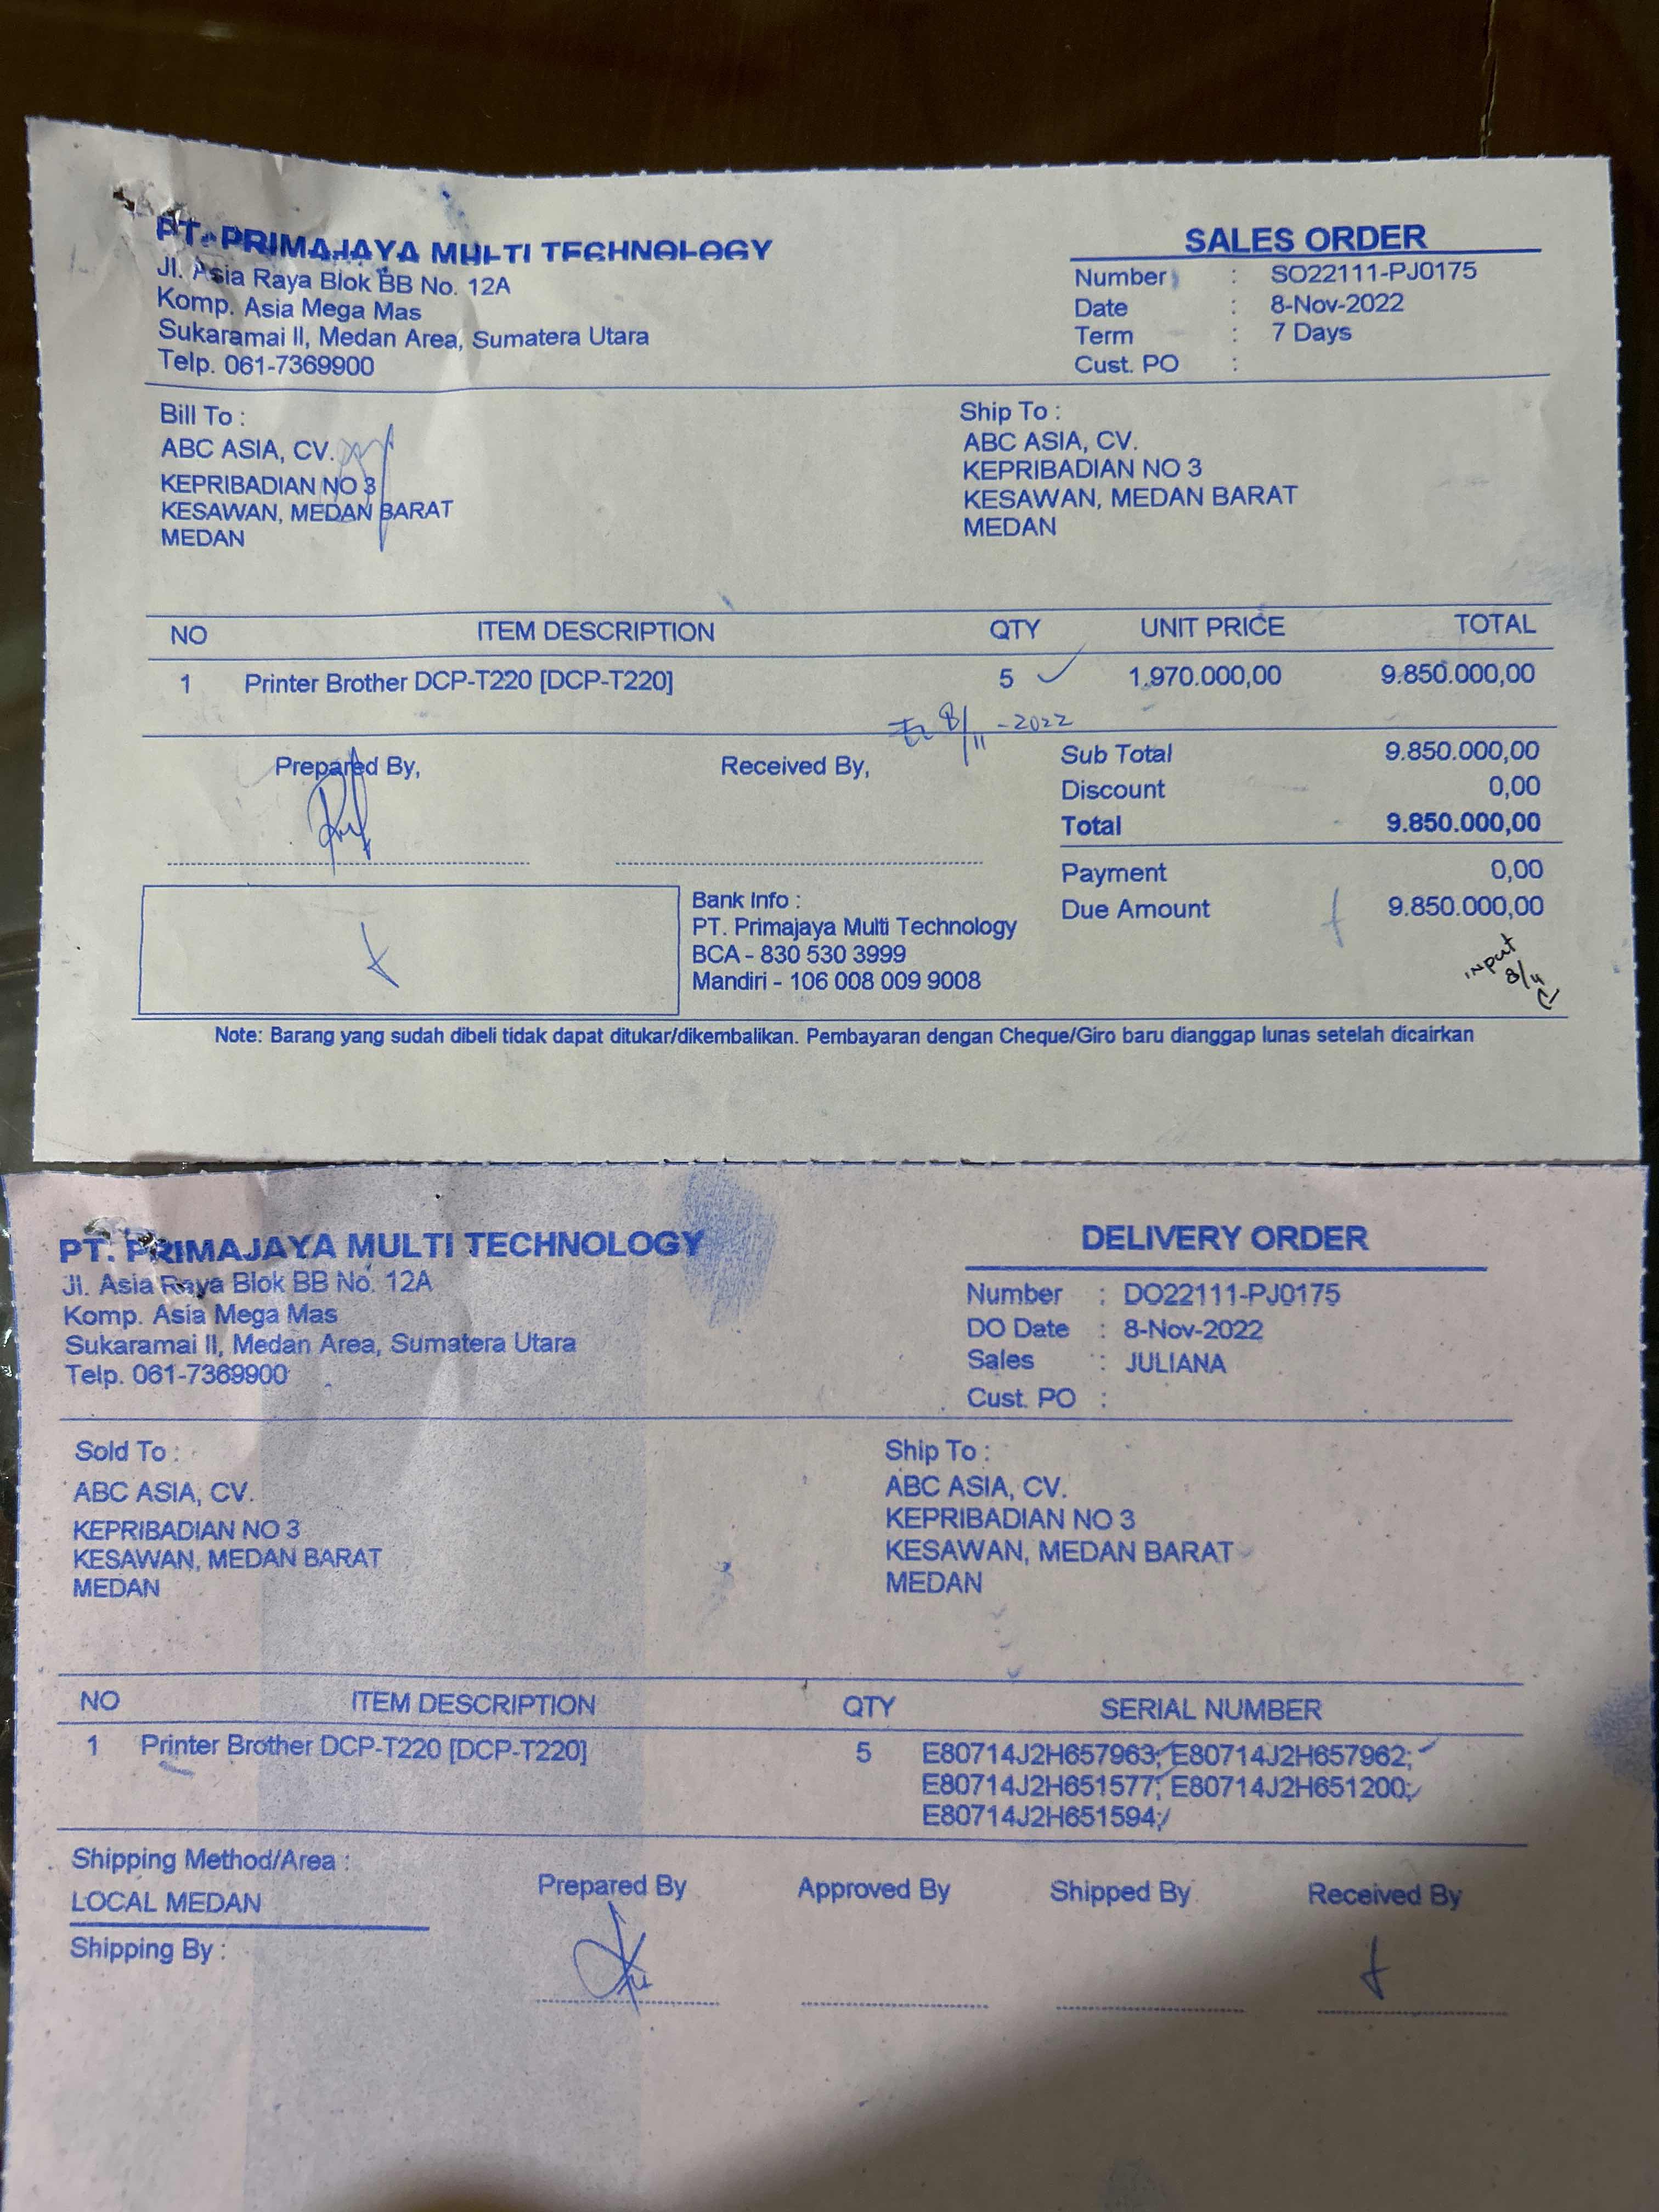 PT. PRIMAJAYA MULTI TECHNOLOGY
Jl. Asia Raya Blok BB No. 12A
Komp. Asia Mega Mas
Sukaramai II, Medan Area, Sumatera Utara
Telp. 061-7369900
SALES ORDER
Number : SO22111-PJ0175
Date : 8-Nov-2022
Term : 7 Days
Cust. PO :
Bill To :
ABC ASIA, CV.
KEPRIBADIAN NO 3
KESAWAN, MEDAN BARAT
MEDAN
Ship To :
ABC ASIA, CV.
KEPRIBADIAN NO 3
KESAWAN, MEDAN BARAT
MEDAN
NO ITEM DESCRIPTION QTY UNIT PRICE TOTAL
1 Printer Brother DCP-T220 [DCP-T220] 5 1.970.000,00 9.850.000,00
8/11 - 2022
Prepared By, Received By,
Sub Total 9.850.000,00
Discount 0,00
Total 9.850.000,00
Payment 0,00
Due Amount 9.850.000,00
Bank Info :
PT. Primajaya Multi Technology
BCA - 830 530 3999
Mandiri - 106 008 009 9008
input
8/11
Note: Barang yang sudah dibeli tidak dapat ditukar/dikembalikan. Pembayaran dengan Cheque/Giro baru dianggap lunas setelah dicairkan
PT. PRIMAJAYA MULTI TECHNOLOGY
Jl. Asia Raya Blok BB No. 12A
Komp. Asia Mega Mas
Sukaramai II, Medan Area, Sumatera Utara
Telp. 061-7369900
DELIVERY ORDER
Number : DO22111-PJ0175
DO Date : 8-Nov-2022
Sales : JULIANA
Cust. PO :
Sold To :
ABC ASIA, CV.
KEPRIBADIAN NO 3
KESAWAN, MEDAN BARAT
MEDAN
Ship To :
ABC ASIA, CV.
KEPRIBADIAN NO 3
KESAWAN, MEDAN BARAT
MEDAN
NO ITEM DESCRIPTION QTY SERIAL NUMBER
1 Printer Brother DCP-T220 [DCP-T220] 5 E80714J2H657963; E80714J2H657962;
E80714J2H651577; E80714J2H651200;
E80714J2H651594;
Shipping Method/Area :
LOCAL MEDAN
Shipping By :
Prepared By Approved By Shipped By Received By